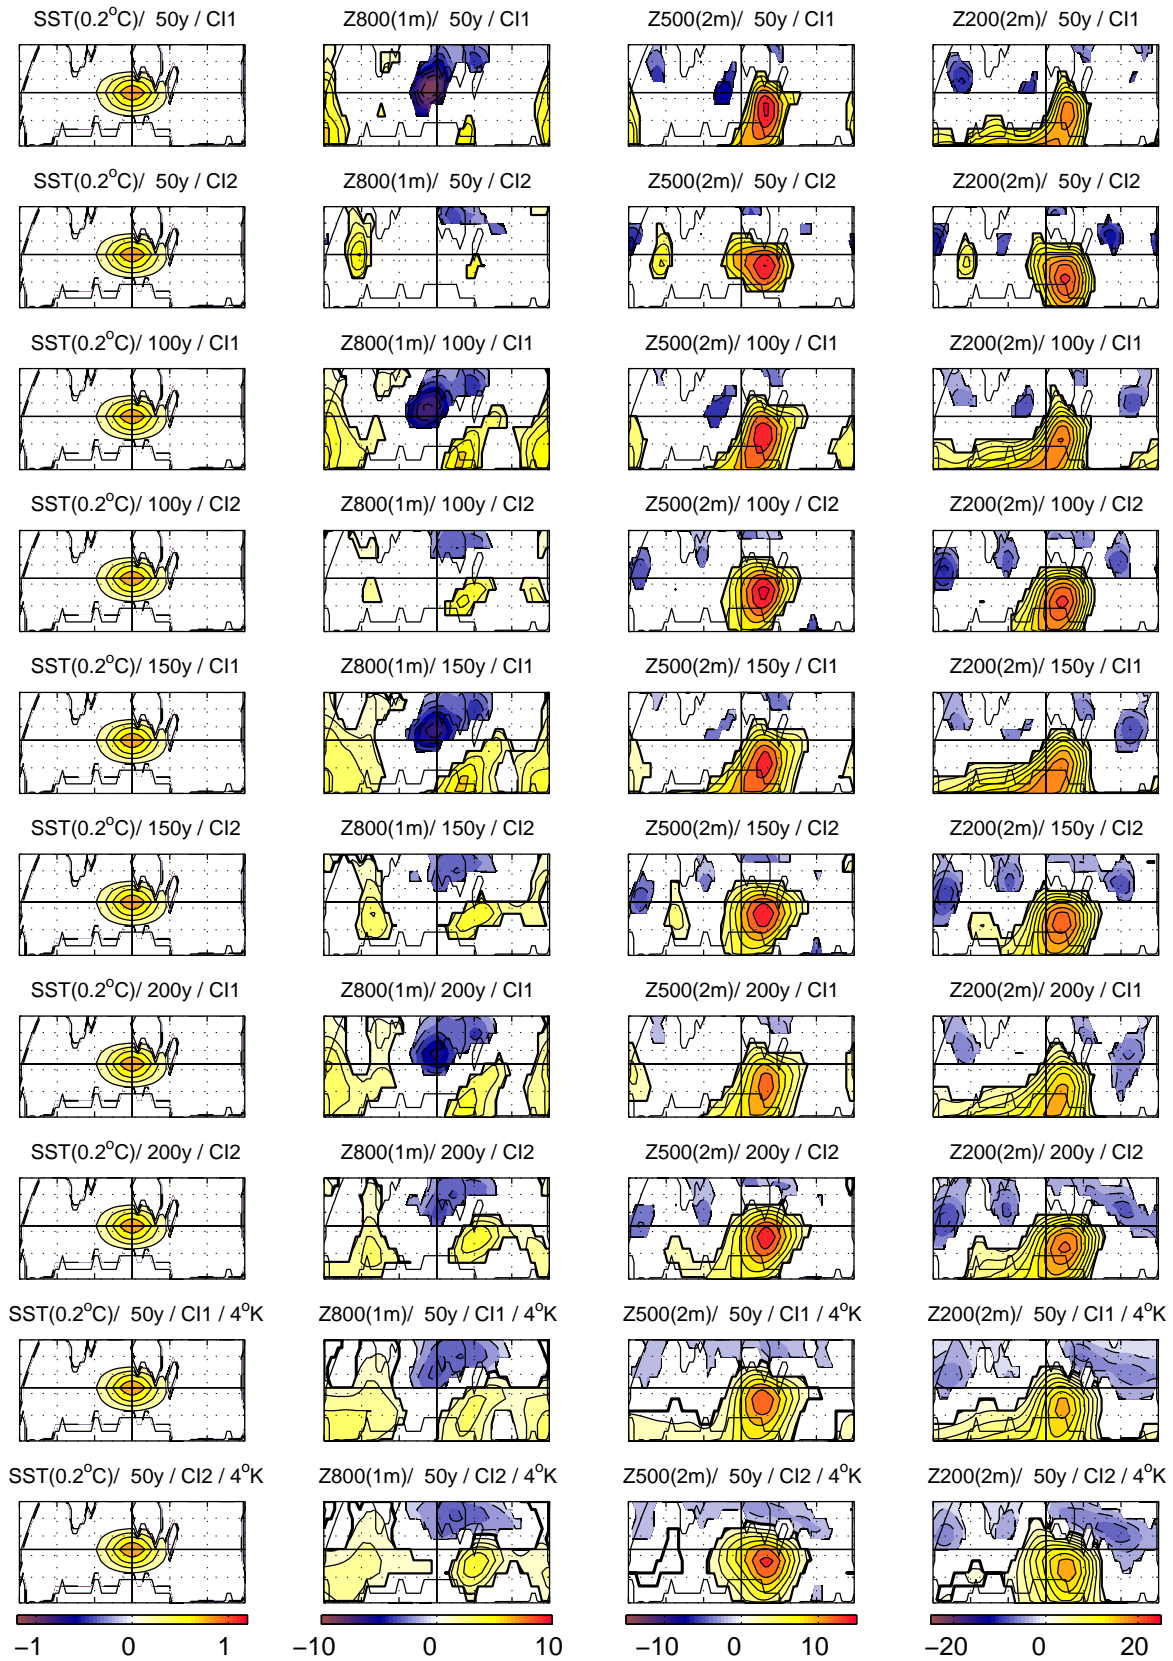 SST(0.2°C)/ 50y / CI1 Z800(1m)/ 50y / CI1 Z500(2m)/ 50y / CI1 Z200(2m)/ 50y / CI1
SST(0.2°C)/ 50y / CI2 Z800(1m)/ 50y / CI2 Z500(2m)/ 50y / CI2 Z200(2m)/ 50y / CI2
SST(0.2°C)/ 100y / CI1 Z800(1m)/ 100y / CI1 Z500(2m)/ 100y / CI1 Z200(2m)/ 100y / CI1
SST(0.2°C)/ 100y / CI2 Z800(1m)/ 100y / CI2 Z500(2m)/ 100y / CI2 Z200(2m)/ 100y / CI2
SST(0.2°C)/ 150y / CI1 Z800(1m)/ 150y / CI1 Z500(2m)/ 150y / CI1 Z200(2m)/ 150y / CI1
SST(0.2°C)/ 150y / CI2 Z800(1m)/ 150y / CI2 Z500(2m)/ 150y / CI2 Z200(2m)/ 150y / CI2
SST(0.2°C)/ 200y / CI1 Z800(1m)/ 200y / CI1 Z500(2m)/ 200y / CI1 Z200(2m)/ 200y / CI1
SST(0.2°C)/ 200y / CI2 Z800(1m)/ 200y / CI2 Z500(2m)/ 200y / CI2 Z200(2m)/ 200y / CI2
SST(0.2°C)/ 50y / CI1 / 4°K Z800(1m)/ 50y / CI1 / 4°K Z500(2m)/ 50y / CI1 / 4°K Z200(2m)/ 50y / CI1 / 4°K
SST(0.2°C)/ 50y / CI2 / 4°K Z800(1m)/ 50y / CI2 / 4°K Z500(2m)/ 50y / CI2 / 4°K Z200(2m)/ 50y / CI2 / 4°K
−1 0 1 −10 0 10 −10 0 10 −20 0 20